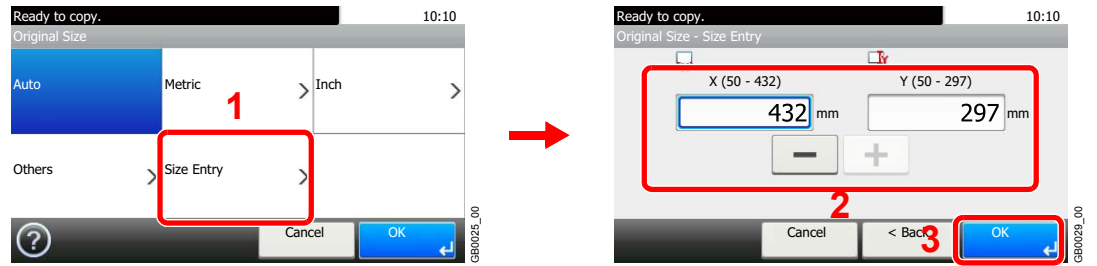 Ready to copy.
10:10
Original Size
Auto
Metric
Inch
1
Others
Size Entry
Cancel
OK
GB0025_00
Ready to copy.
10:10
Original Size - Size Entry
Y
X (50 - 432)
Y (50 - 297)
432 mm
297 mm
2
Cancel
< Back
3
OK
GB0029_00